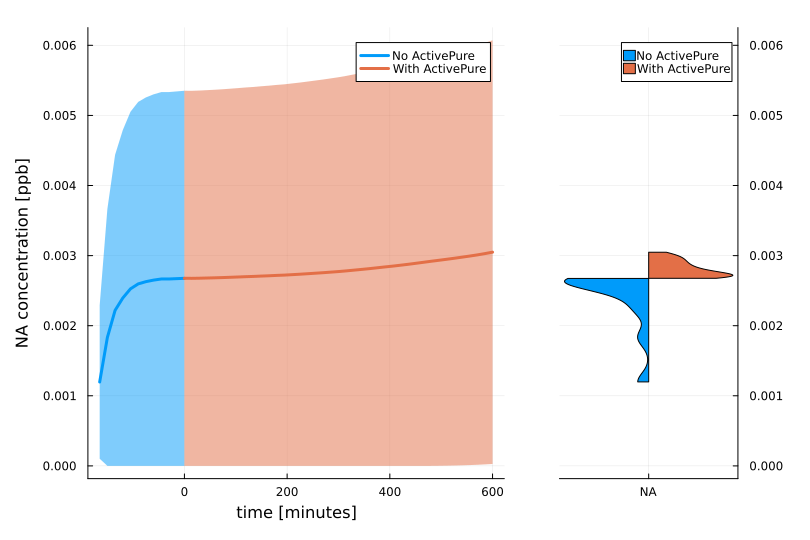 NA concentration [ppb]
0.006
0.005
0.004
0.003
0.002
0.001
0.000
No ActivePure
With ActivePure
0
200
400
600
time [minutes]
No ActivePure
With ActivePure
0.006
0.005
0.004
0.003
0.002
0.001
0.000
NA